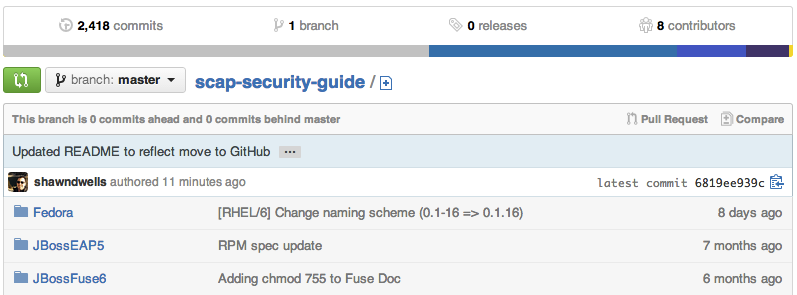 2,418 commits 1 branch 0 releases 8 contributors
branch: master scap-security-guide /
This branch is 0 commits ahead and 0 commits behind master Pull Request Compare
Updated README to reflect move to GitHub ...
shawndwells authored 11 minutes ago latest commit 6819ee939c
Fedora [RHEL/6] Change naming scheme (0.1-16 => 0.1.16) 8 days ago
JBossEAP5 RPM spec update 7 months ago
JBossFuse6 Adding chmod 755 to Fuse Doc 6 months ago